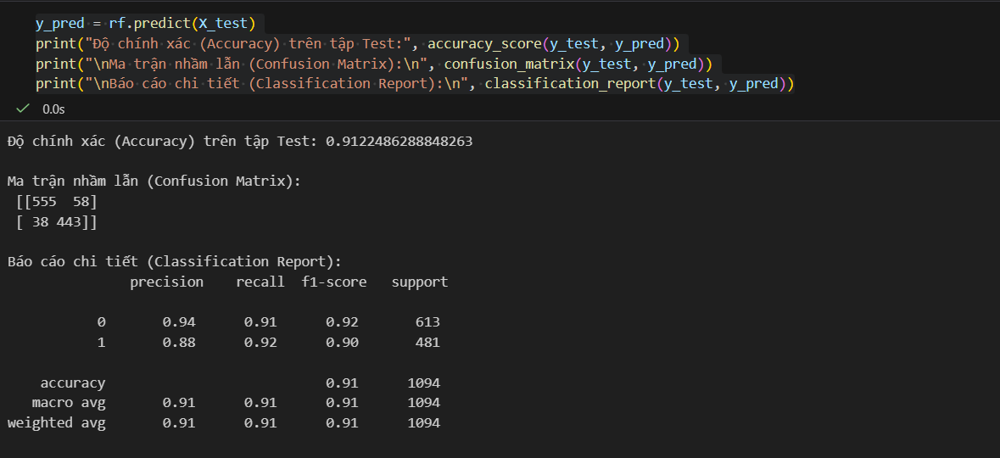 y_pred = rf.predict(X_test)
print("Độ chính xác (Accuracy) trên tập Test:", accuracy_score(y_test, y_pred))
print("\nMa trận nhầm lẫn (Confusion Matrix):\n", confusion_matrix(y_test, y_pred))
print("\nBáo cáo chi tiết (Classification Report):\n", classification_report(y_test, y_pred))
0.0s
Độ chính xác (Accuracy) trên tập Test: 0.9122486288848263
Ma trận nhầm lẫn (Confusion Matrix):
[[555  58]
[ 38 443]]
Báo cáo chi tiết (Classification Report):
precision    recall  f1-score   support
0       0.94      0.91      0.92       613
1       0.88      0.92      0.90       481
accuracy                           0.91      1094
macro avg       0.91      0.91      0.91      1094
weighted avg       0.91      0.91      0.91      1094